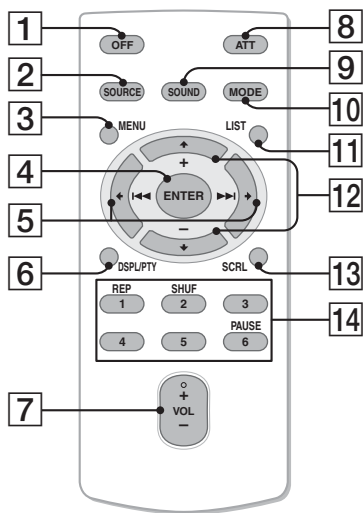 1 8
OFF ATT
2 9
SOURCE SOUND MODE
10
3 MENU LIST
11
4 +
ENTER
12
5
−
6 DSPL/PTY SCRL
13
REP SHUF
1 2 3
14
PAUSE
4 5 6
7 +
VOL
−